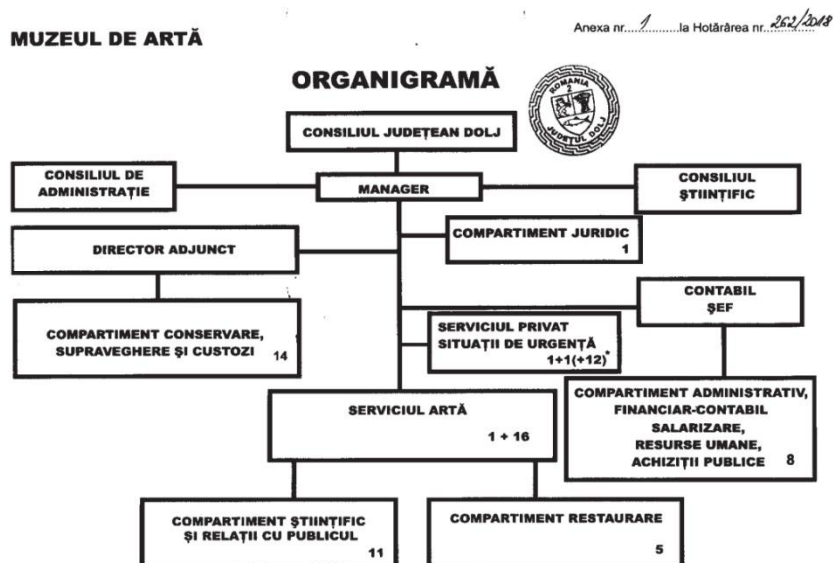 Anexa nr. 1 la Hotărârea nr. 262/2018
MUZEUL DE ARTĂ
ORGANIGRAMĂ
ROMANIA
2
JUDEȚUL DOLJ
CONSILIUL JUDEȚEAN DOLJ
CONSILIUL DE
ADMINISTRAȚIE
MANAGER
CONSILIUL
ȘTIINȚIFIC
COMPARTIMENT JURIDIC
1
DIRECTOR ADJUNCT
CONTABIL
ȘEF
COMPARTIMENT CONSERVARE,
SUPRAVEGHERE ȘI CUSTOZI 14
SERVICIUL PRIVAT
SITUAȚII DE URGENȚĂ
1+1(+12)*
COMPARTIMENT ADMINISTRATIV,
FINANCIAR-CONTABIL
SALARIZARE,
RESURSE UMANE,
ACHIZIȚII PUBLICE 8
SERVICIUL ARTĂ
1 + 16
COMPARTIMENT ȘTIINȚIFIC
ȘI RELAȚII CU PUBLICUL
11
COMPARTIMENT RESTAURARE
5